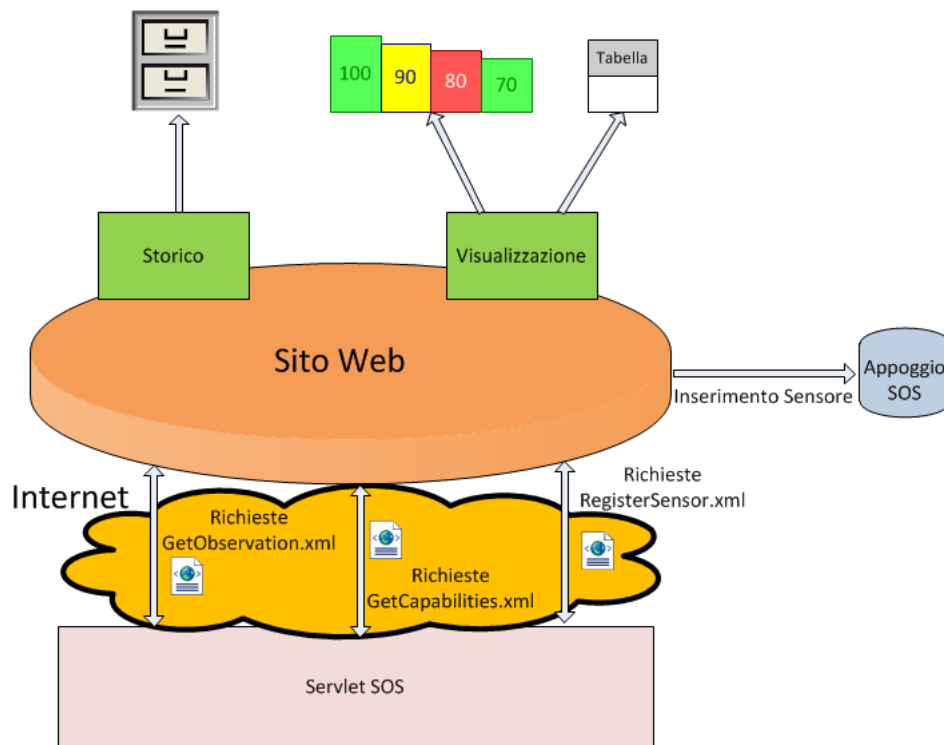 100
90
80
70
Tabella
Storico
Visualizzazione
Sito Web
Appoggio
SOS
Inserimento Sensore
Internet
Richieste
GetObservation.xml
Richieste
GetCapabilities.xml
Richieste
RegisterSensor.xml
Servlet SOS